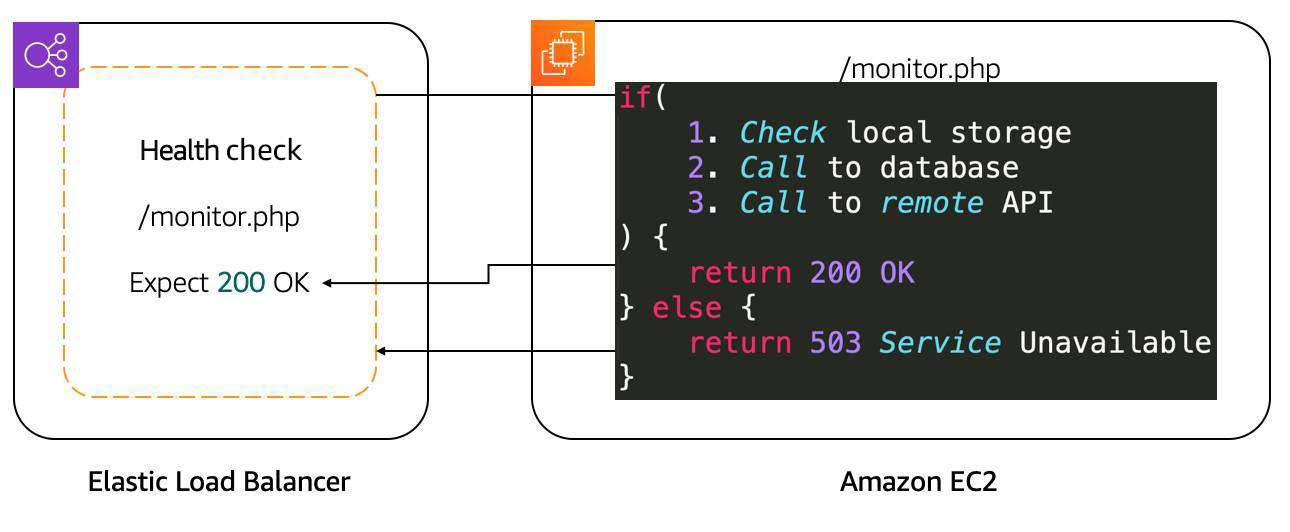 Health check
/monitor.php
Expect 200 OK
Elastic Load Balancer
/monitor.php
if(
1. Check local storage
2. Call to database
3. Call to remote API
) {
return 200 OK
} else {
return 503 Service Unavailable
}
Amazon EC2